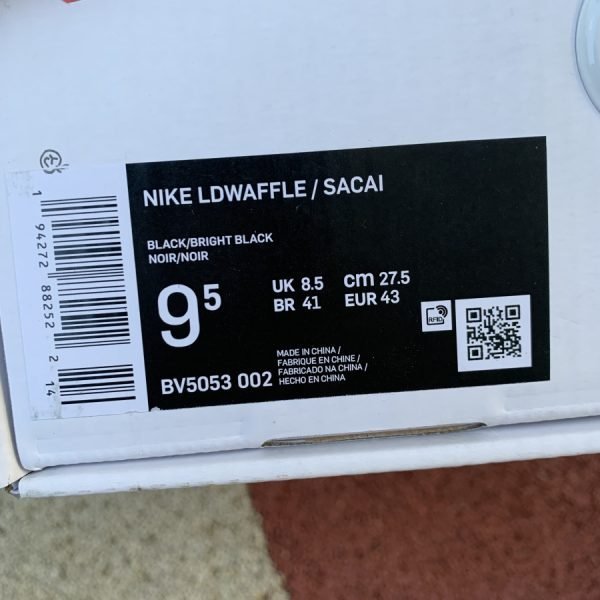 NIKE LDWAFFLE / SACAI
BLACK/BRIGHT BLACK
NOIR/NOIR
9⁵
UK 8.5
cm 27.5
BR 41
EUR 43
RFID
BV5053 002
MADE IN CHINA /
FABRIQUE EN CHINE /
FABRICADO NA CHINA /
HECHO EN CHINA
1 94272 88252 2 14